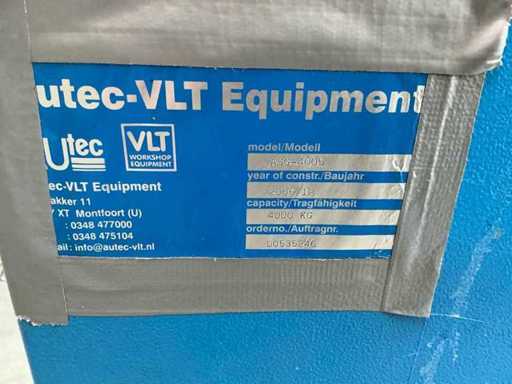 utec-VLT Equipment
utec
VLT
WORKSHOP
EQUIPMENT
ec-VLT Equipment
akker 11
XT Montfoort (U)
: 0348 477000
: 0348 475104
ail : info@autec-vlt.nl
model/Modell
year of constr./Baujahr
capacity/Tragfähigkeit
4000 KG
orderno./Auftragnr.